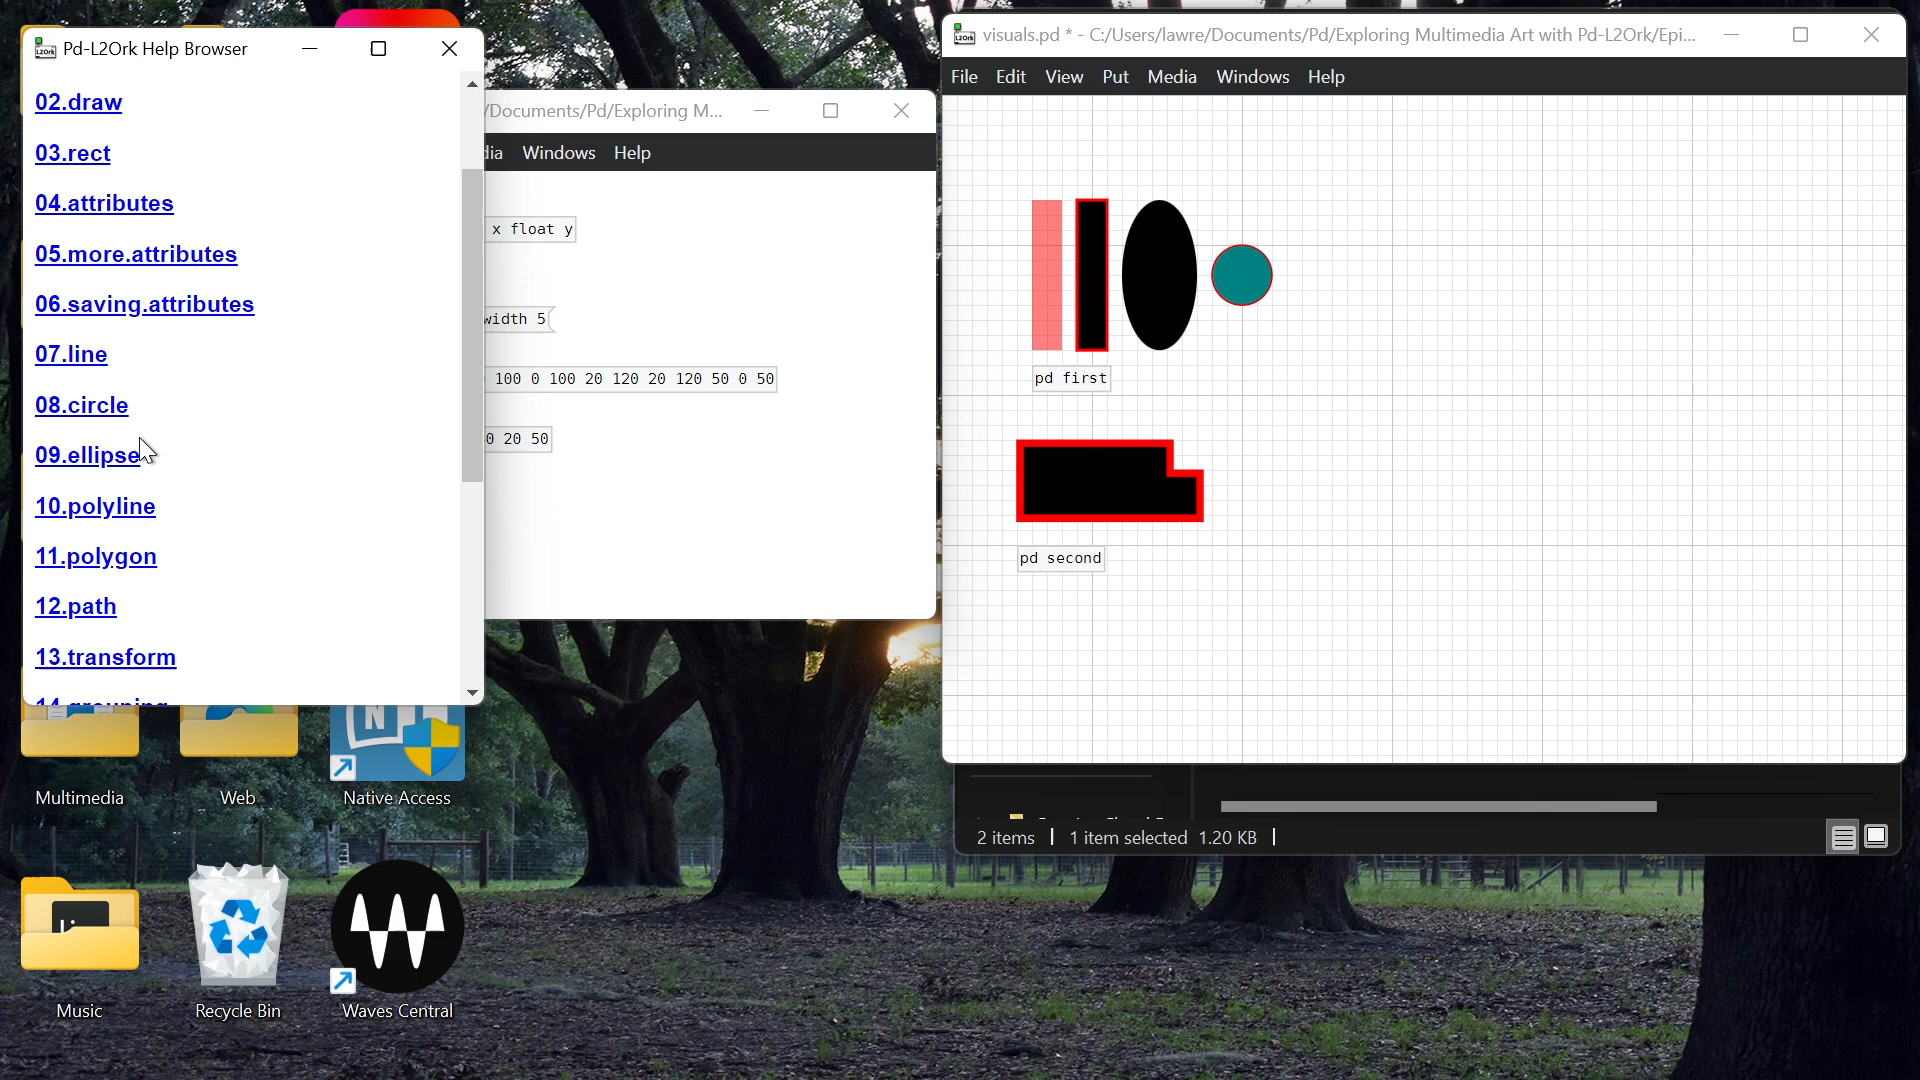 Pd-L2Ork Help Browser
02.draw
03.rect
04.attributes
05.more.attributes
06.saving.attributes
07.line
08.circle
09.ellipse
10.polyline
11.polygon
12.path
13.transform
14.grouping
/Documents/Pd/Exploring M...
dia Windows Help
x float y
width 5
100 0 100 20 120 20 120 50 0 50
0 20 50
visuals.pd * - C:/Users/lawre/Documents/Pd/Exploring Multimedia Art with Pd-L2Ork/Epi...
File Edit View Put Media Windows Help
pd first
pd second
2 items | 1 item selected 1.20 KB |
Multimedia
Web
Native Access
Music
Recycle Bin
Waves Central